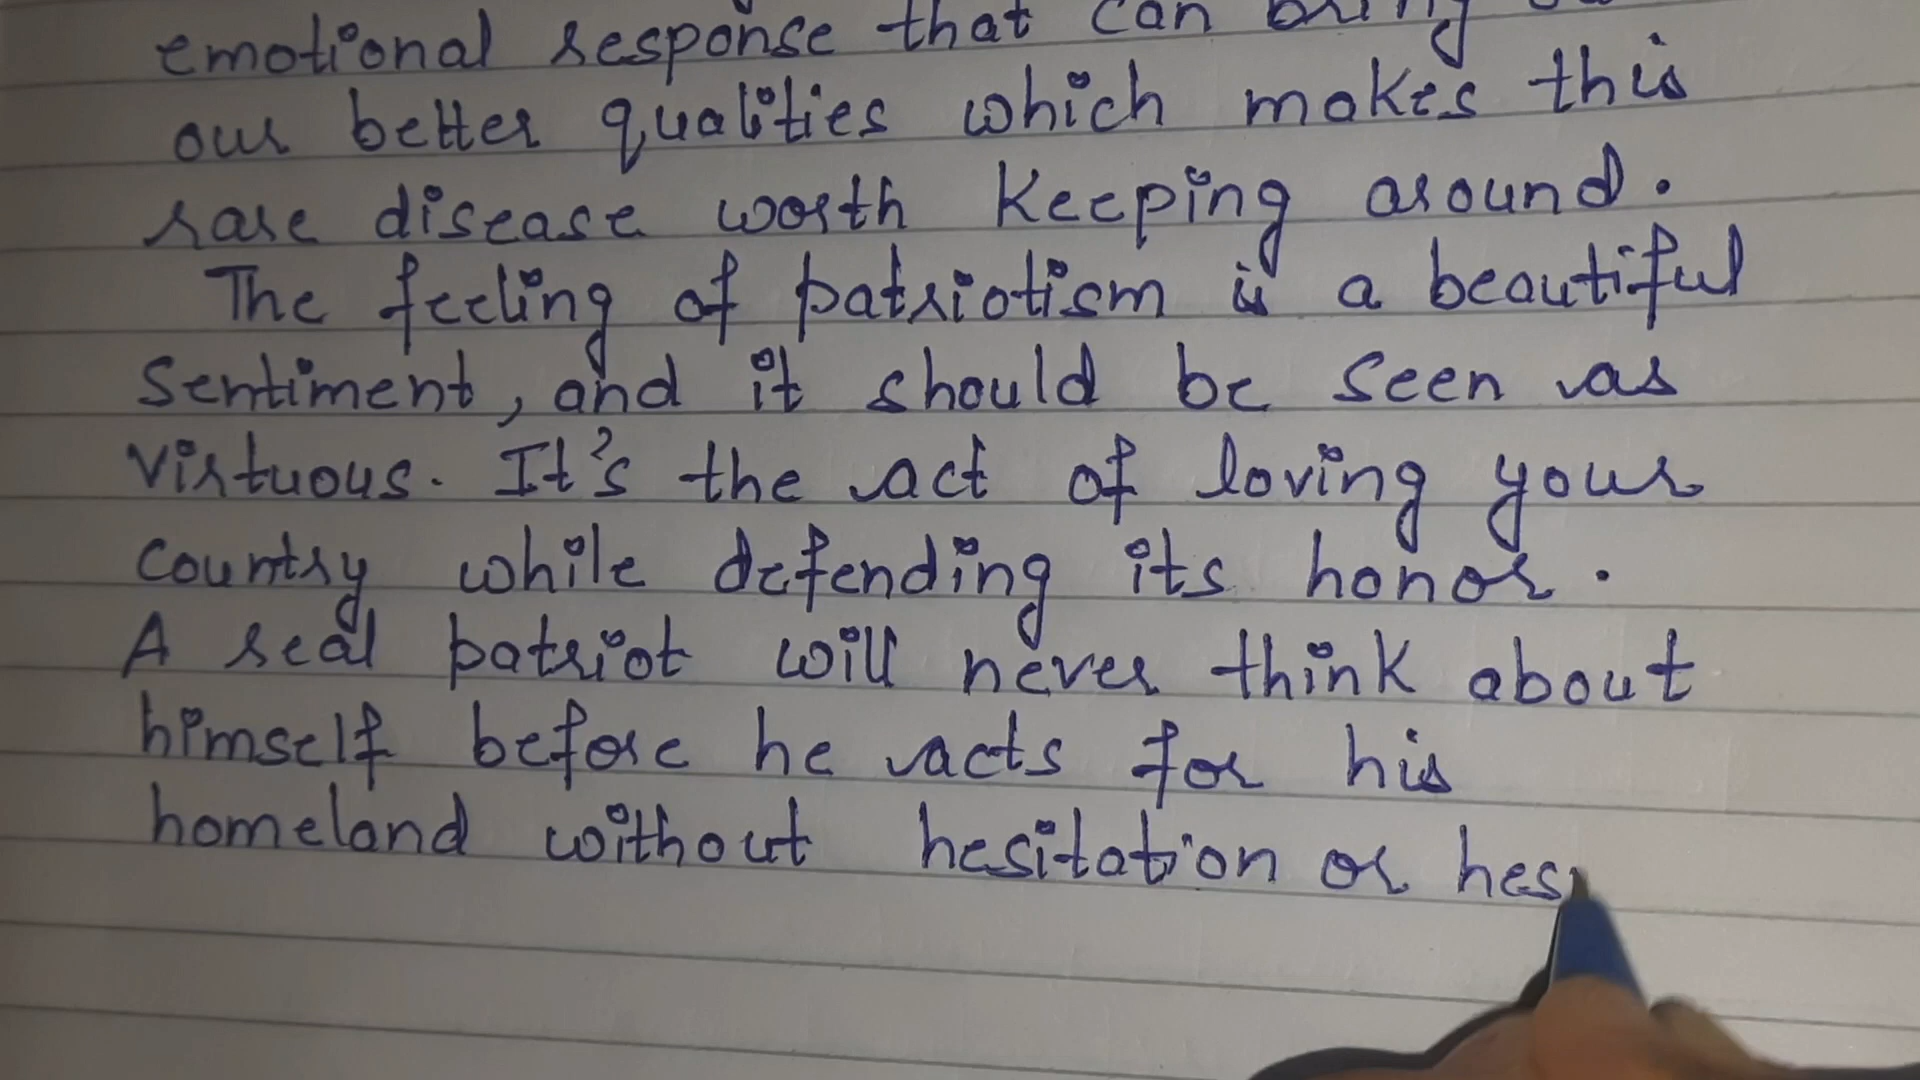 emotional response that can bring
our better qualities which makes this
rare disease worth keeping around.
The feeling of patriotism is a beautiful
Sentiment, and it should be seen as
virtuous. It's the act of loving your
country while defending its honor.
A real patriot will never think about
himself before he acts for his
homeland without hesitation or hes